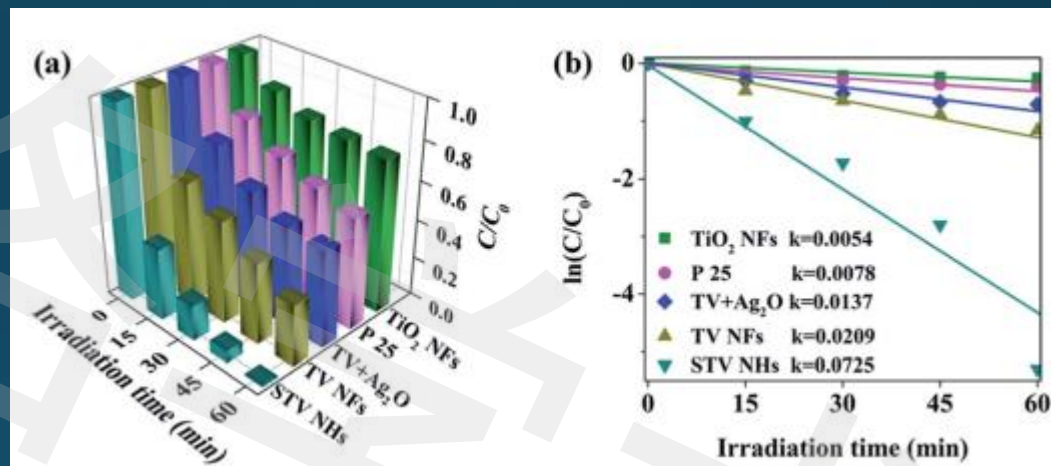 (a)
1.0
0.8
0.6
0.4
0.2
0.0
C/C₀
0
15
30
45
60
Irradiation time (min)
TiO₂ NFs
P 25
TV+Ag₂O
TV NFs
STV NHs
(b)
0
-2
-4
ln(C/C₀)
TiO₂ NFs k=0.0054
P 25 k=0.0078
TV+Ag₂O k=0.0137
TV NFs k=0.0209
STV NHs k=0.0725
0 15 30 45 60
Irradiation time (min)